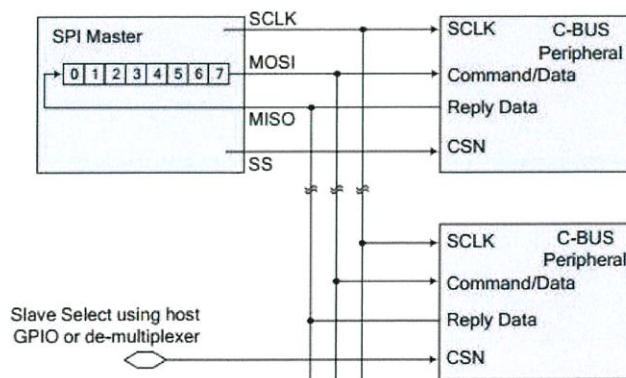 SPI Master
0 1 2 3 4 5 6 7
SCLK
MOSI
MISO
SS
C-BUS
Peripheral
SCLK
Command/Data
Reply Data
CSN
C-BUS
Peripheral
SCLK
Command/Data
Reply Data
CSN
Slave Select using host
GPIO or de-multiplexer